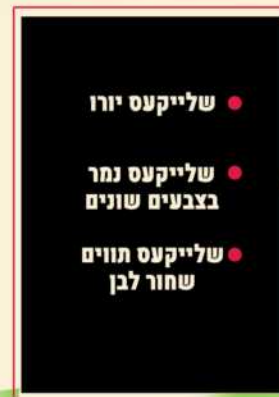 שלייקעס יורו
שלייקעס נמר
בצבעים שונים
שלייקעס תווים
שחור לבן